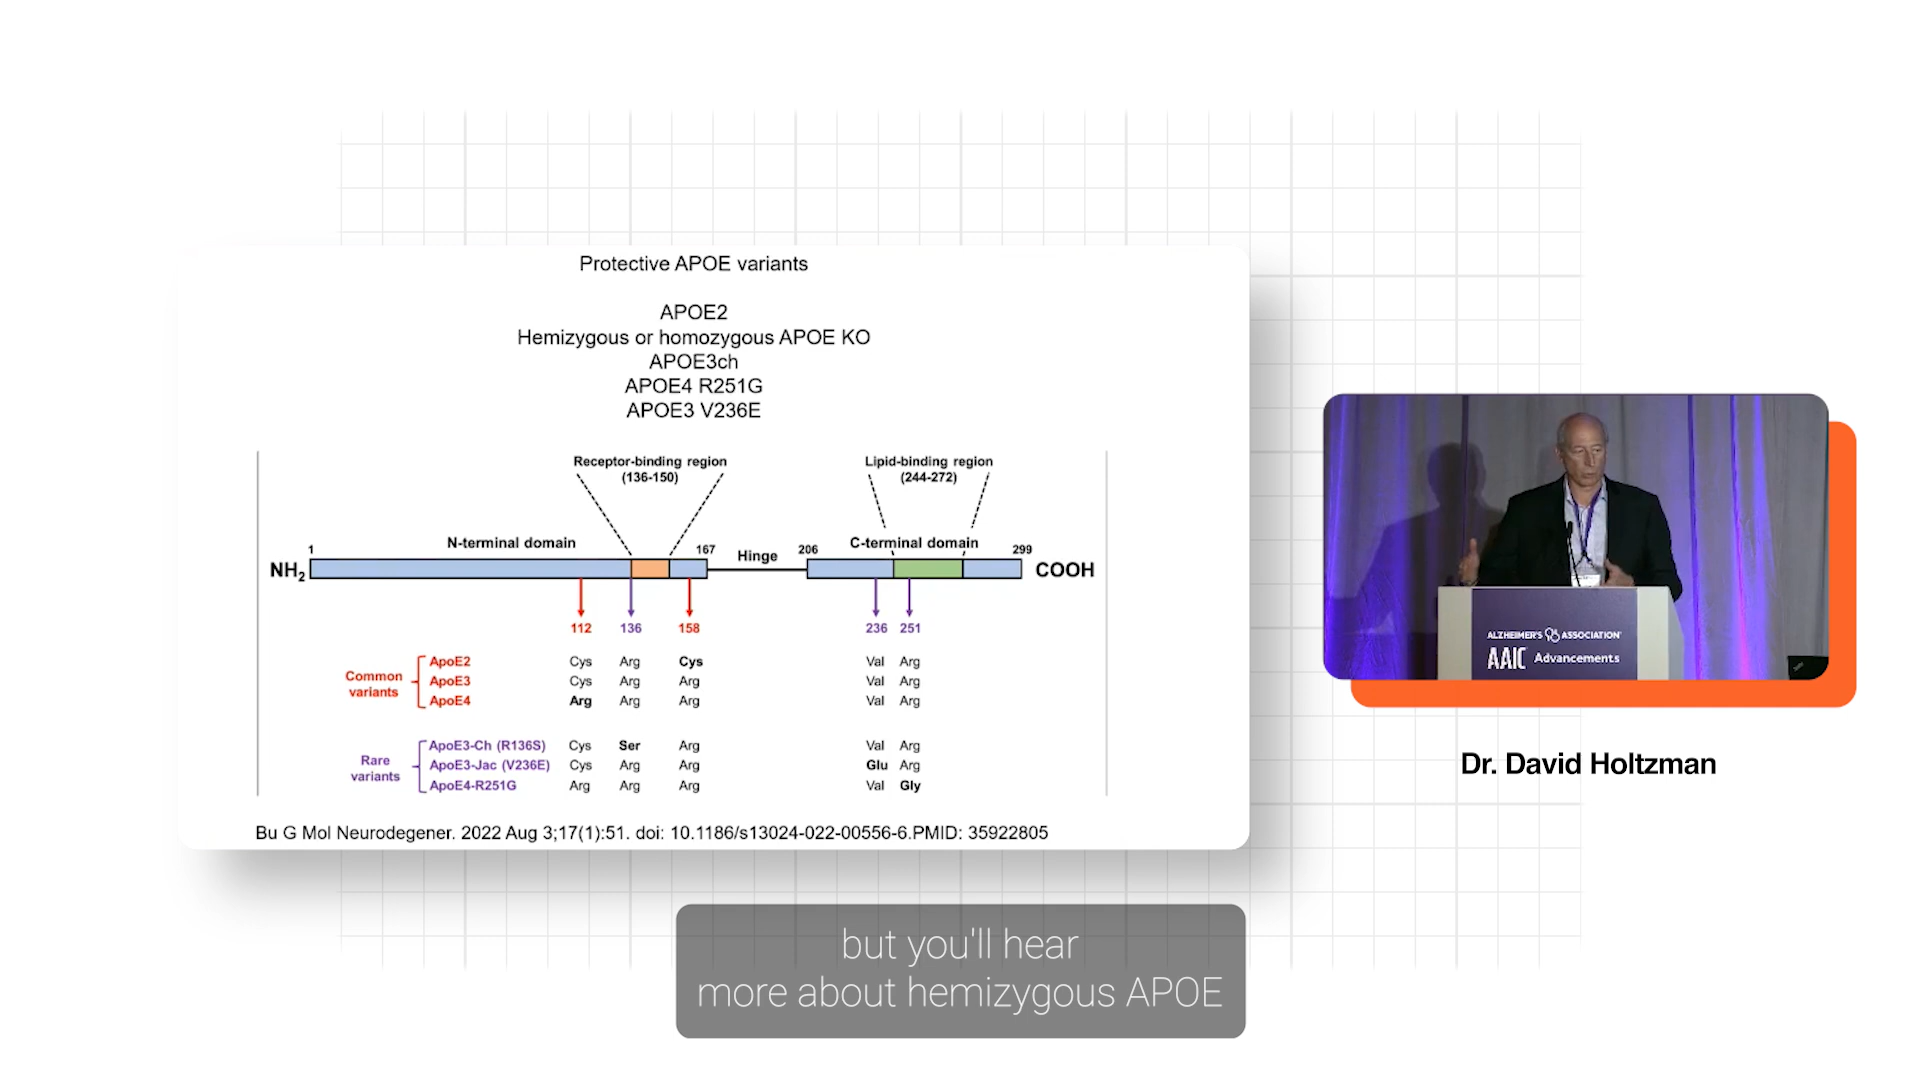 Protective APOE variants
APOE2
Hemizygous or homozygous APOE KO
APOE3ch
APOE4 R251G
APOE3 V236E
Receptor-binding region
(136-150)
Lipid-binding region
(244-272)
1 N-terminal domain 167 Hinge 206 C-terminal domain 299
NH2 COOH
112 136 158 236 251
Common variants
ApoE2 Cys Arg Cys Val Arg
ApoE3 Cys Arg Arg Val Arg
ApoE4 Arg Arg Arg Val Arg
Rare variants
ApoE3-Ch (R136S) Cys Ser Arg Val Arg
ApoE3-Jac (V236E) Cys Arg Arg Glu Arg
ApoE4-R251G Arg Arg Arg Val Gly
Bu G Mol Neurodegener. 2022 Aug 3;17(1):51. doi: 10.1186/s13024-022-00556-6.PMID: 35922805
ALZHEIMER'S ASSOCIATION
AAIC Advancements
Dr. David Holtzman
but you'll hear
more about hemizygous APOE